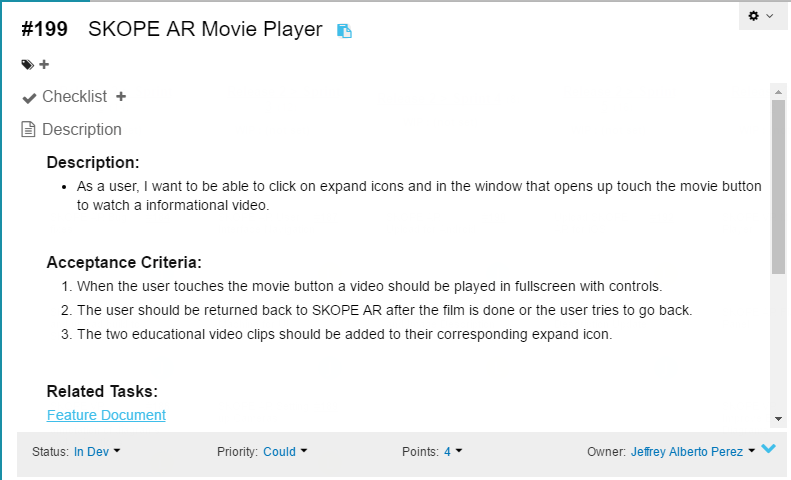 #199 SKOPE AR Movie Player
Checklist
Description
Description:
• As a user, I want to be able to click on expand icons and in the window that opens up touch the movie button
to watch a informational video.
Acceptance Criteria:
1. When the user touches the movie button a video should be played in fullscreen with controls.
2. The user should be returned back to SKOPE AR after the film is done or the user tries to go back.
3. The two educational video clips should be added to their corresponding expand icon.
Related Tasks:
Feature Document
Status: In Dev Priority: Could Points: 4 Owner: Jeffrey Alberto Perez